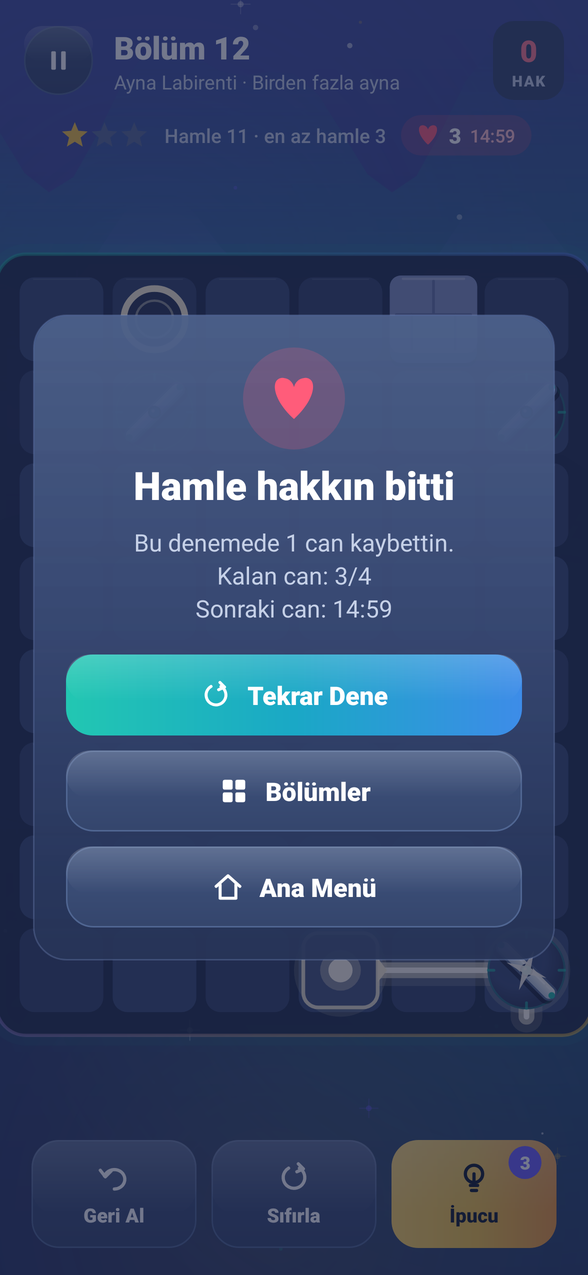 Bölüm 12
Ayna Labirenti · Birden fazla ayna
0
HAK
Hamle 11 · en az hamle 3
3 14:59
Hamle hakkın bitti
Bu denemede 1 can kaybettin.
Kalan can: 3/4
Sonraki can: 14:59
Tekrar Dene
Bölümler
Ana Menü
Geri Al
Sıfırla
3
İpucu